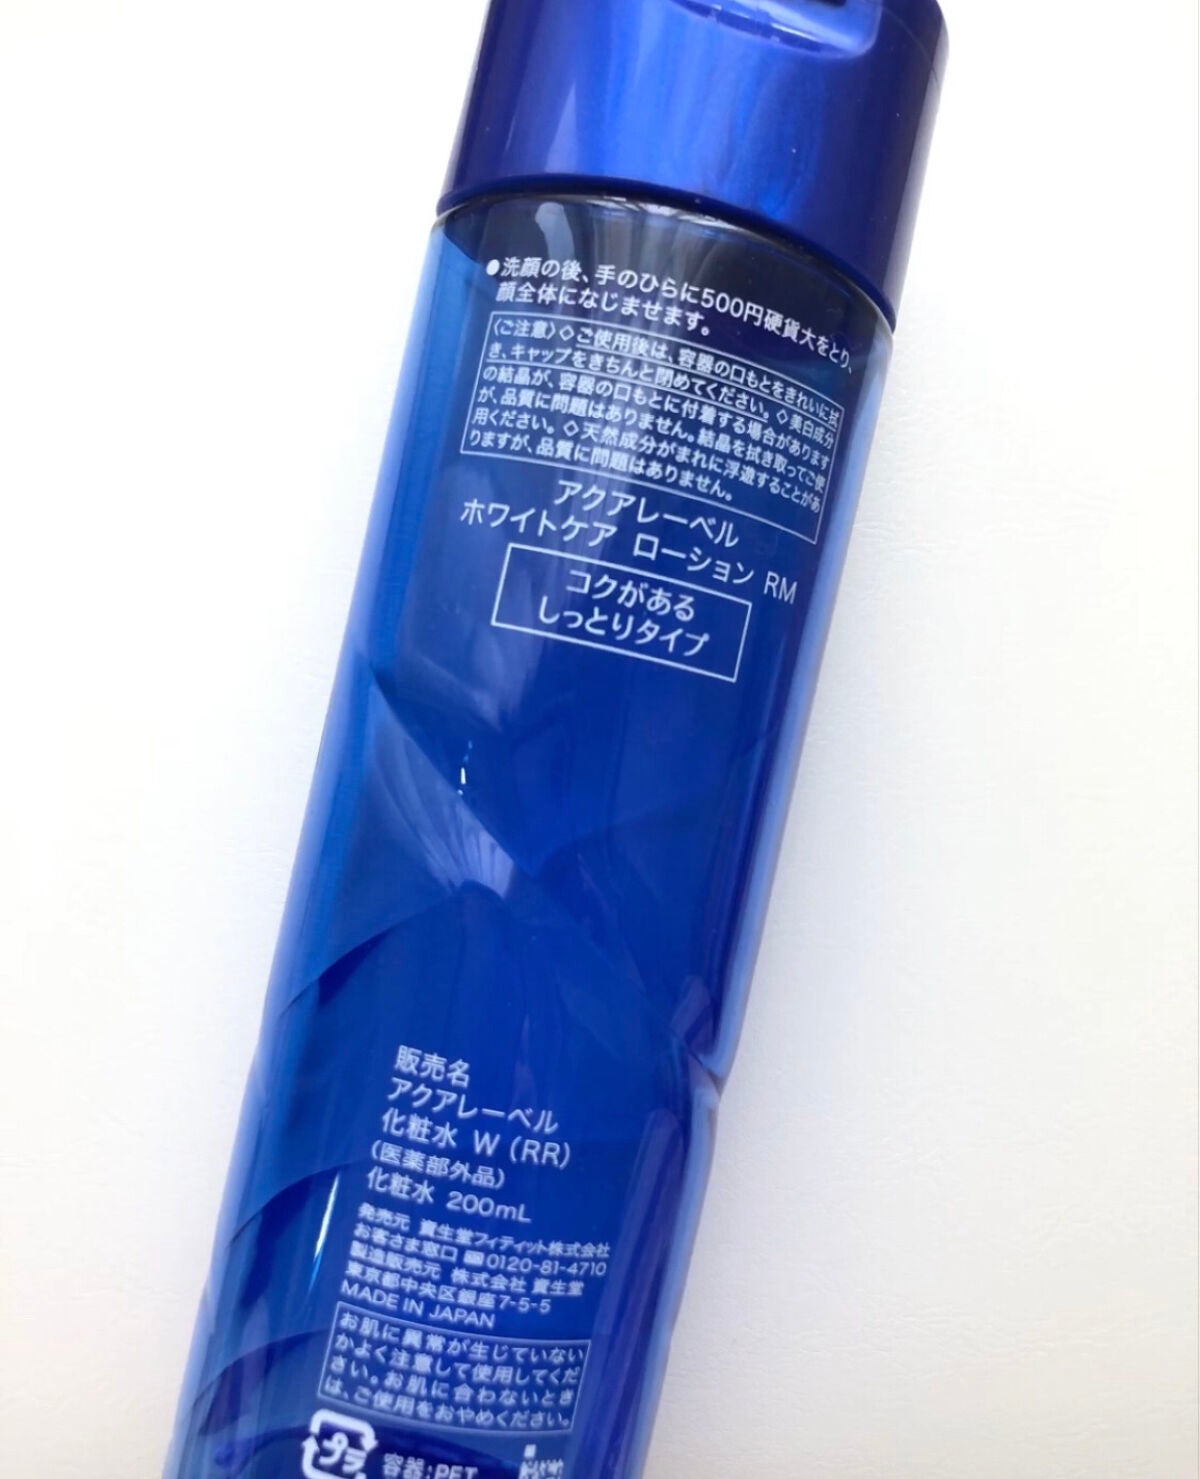 ●洗顔の後、手のひらに500円硬貨大をとり、
顔全体になじませます。
〈ご注意〉◇ご使用後は、容器の口もとをきれいに拭
き、キャップをきちんと閉めてください。◇美白成分
の結晶が、容器の口もとに付着する場合があります
が、品質に問題はありません。結晶を拭き取ってご使
用ください。◇天然成分がまれに浮遊することがあ
りますが、品質に問題はありません。
アクアレーベル
ホワイトケア ローション RM
コクがある
しっとりタイプ
販売名
アクアレーベル
化粧水 W (RR)
(医薬部外品)
化粧水 200mL
発売元 資生堂フィティット株式会社
お客さま窓口 0120-81-4710
製造販売元 株式会社 資生堂
東京都中央区銀座7-5-5
MADE IN JAPAN
お肌に異常が生じていない
かよく注意して使用してくだ
さい。お肌に合わないとき
は、ご使用をおやめください。
プラ
容器:PET